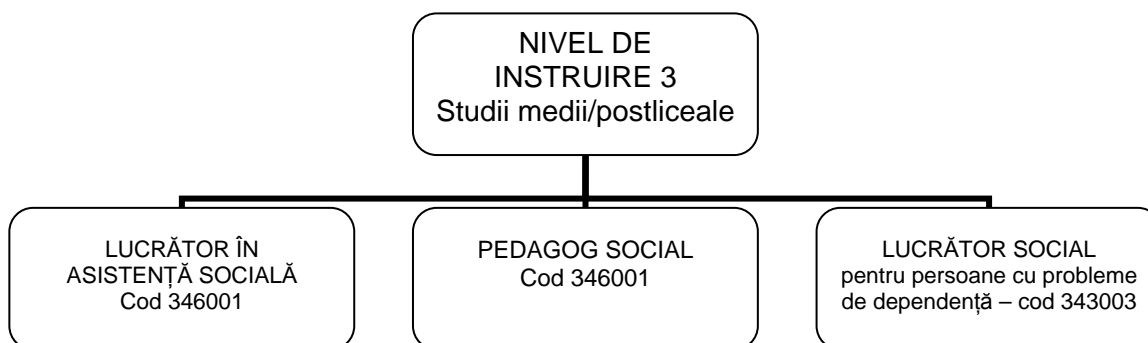 NIVEL DE
INSTRUIRE 3
Studii medii/postliceale
LUCRĂTOR ÎN
ASISTENȚĂ SOCIALĂ
Cod 346001
PEDAGOG SOCIAL
Cod 346001
LUCRĂTOR SOCIAL
pentru persoane cu probleme
de dependență – cod 343003